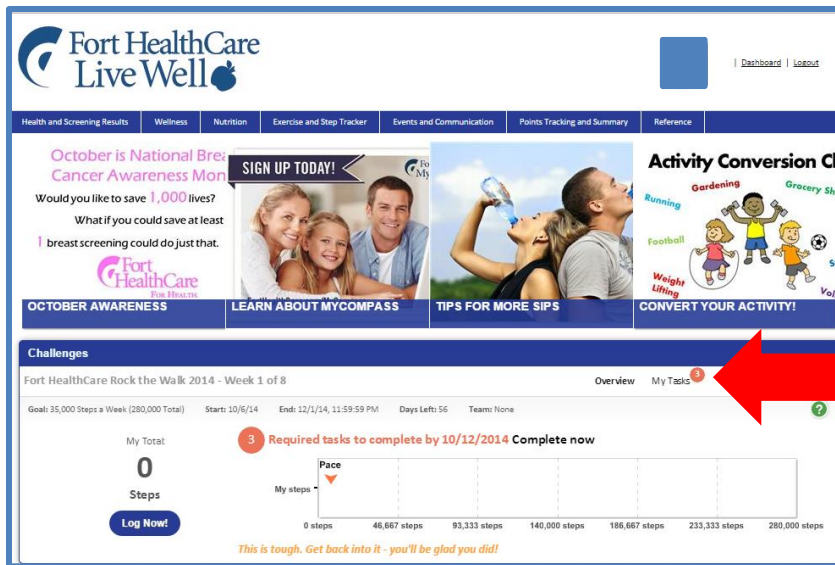 Fort HealthCare
Live Well
| Dashboard | Logout
Health and Screening Results Wellness Nutrition Exercise and Step Tracker Events and Communication Points Tracking and Summary Reference
October is National Brea
Cancer Awareness Mon
Would you like to save 1,000 lives?
What if you could save at least
1 breast screening could do just that.
Fort
HealthCare
FOR HEALTH
OCTOBER AWARENESS
SIGN UP TODAY!
LEARN ABOUT MYCOMPASS
TIPS FOR MORE SIPS
Activity Conversion C
Gardening
Grocery Sh
Running
Football
Weight
Lifting
Vol
CONVERT YOUR ACTIVITY!
Challenges
Fort HealthCare Rock the Walk 2014 - Week 1 of 8
Overview My Tasks 3
Goal: 35,000 Steps a Week (280,000 Total) Start: 10/6/14 End: 12/1/14, 11:59:59 PM Days Left: 56 Team: None
?
My Total:
0
Steps
Log Now!
3 Required tasks to complete by 10/12/2014 Complete now
Pace
My steps
0 steps 46,667 steps 93,333 steps 140,000 steps 186,667 steps 233,333 steps 280,000 steps
This is tough. Get back into it - you'll be glad you did!